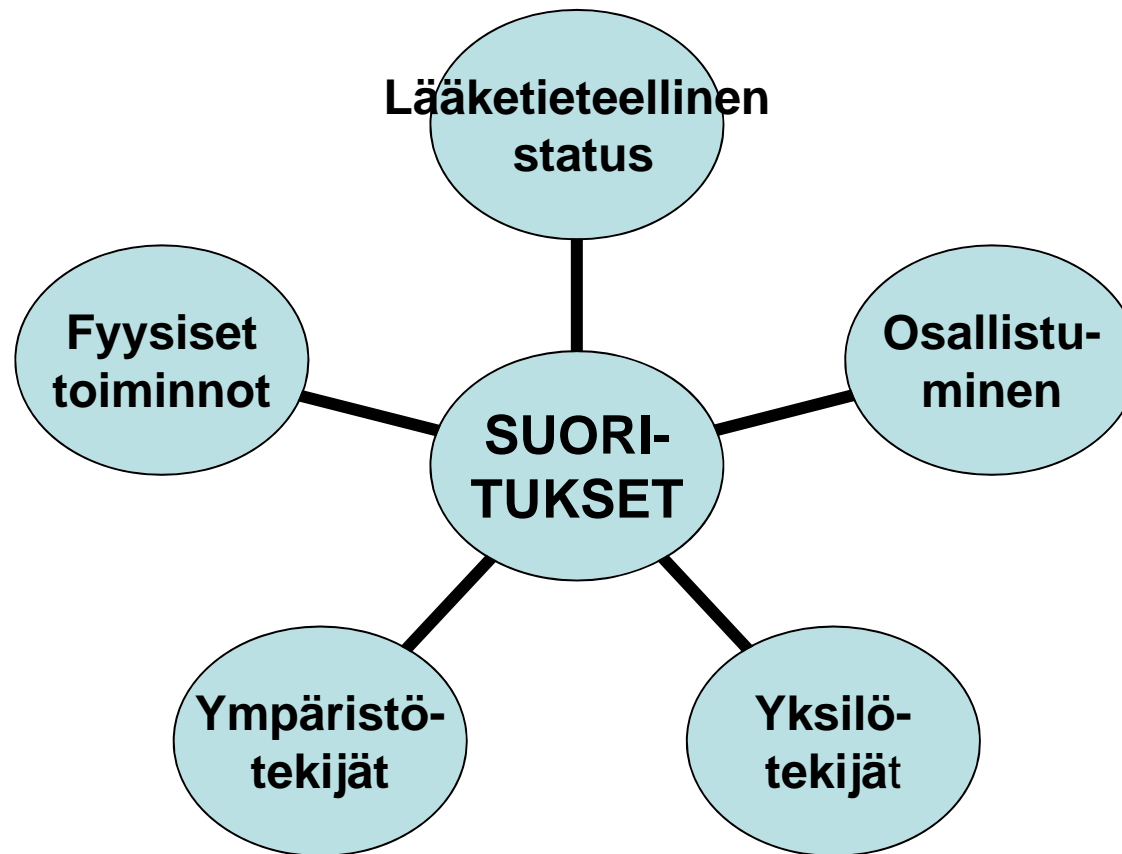 Lääketieteellinen
status
Fyysiset
toiminnot
Osallistu-
minen
SUORI-
TUKSET
Ympäristö-
tekijät
Yksilö-
tekijät